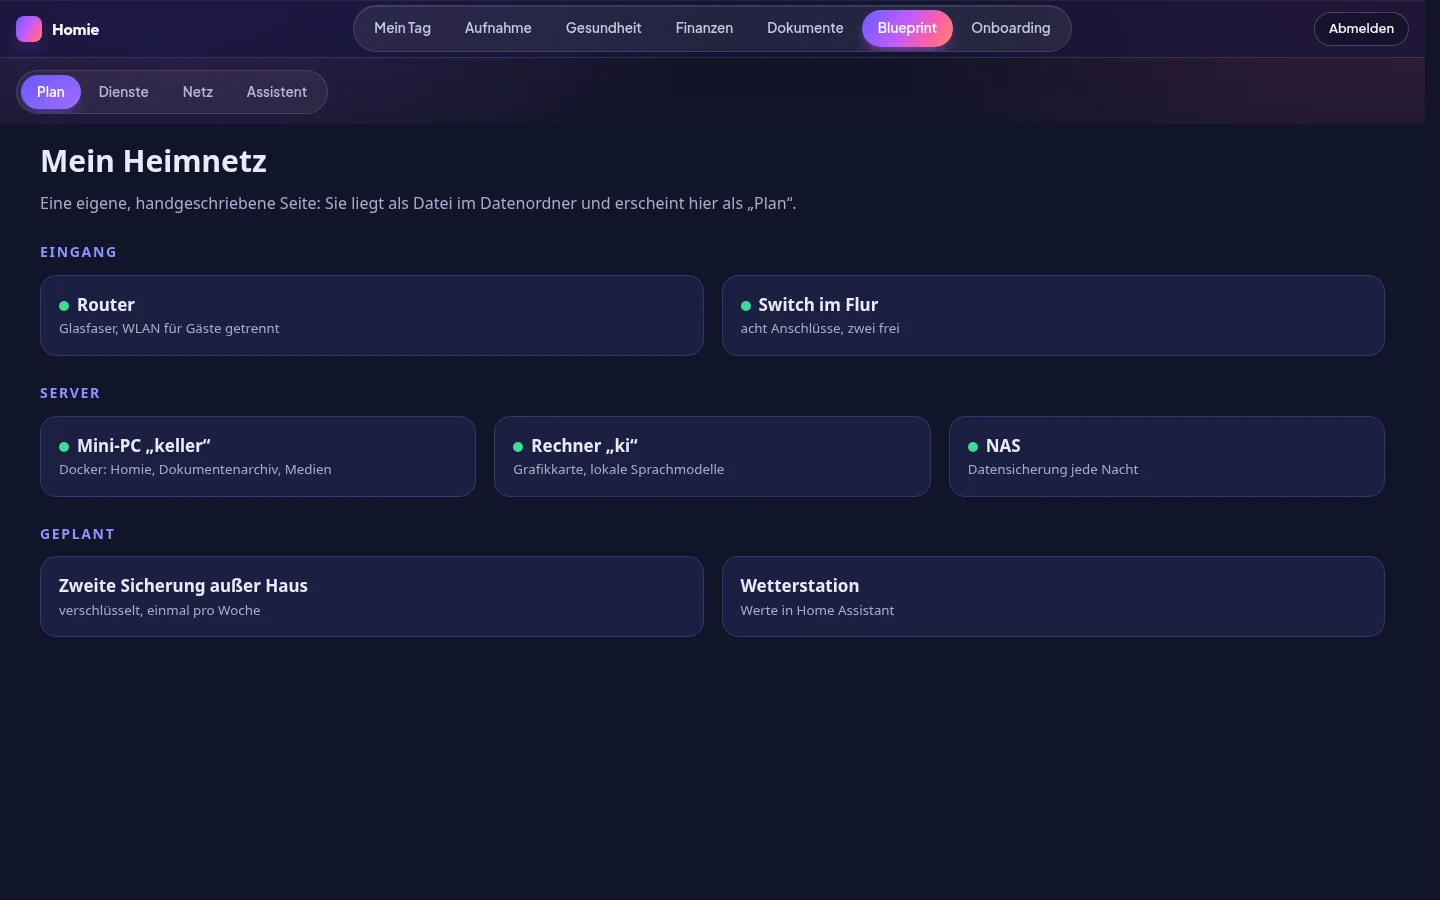 Homie
Mein Tag
Aufnahme
Gesundheit
Finanzen
Dokumente
Blueprint
Onboarding
Abmelden
Plan
Dienste
Netz
Assistent
Mein Heimnetz
Eine eigene, handgeschriebene Seite: Sie liegt als Datei im Datenordner und erscheint hier als „Plan“.
EINGANG
Router
Glasfaser, WLAN für Gäste getrennt
Switch im Flur
acht Anschlüsse, zwei frei
SERVER
Mini-PC „keller“
Docker: Homie, Dokumentenarchiv, Medien
Rechner „ki“
Grafikkarte, lokale Sprachmodelle
NAS
Datensicherung jede Nacht
GEPLANT
Zweite Sicherung außer Haus
verschlüsselt, einmal pro Woche
Wetterstation
Werte in Home Assistant